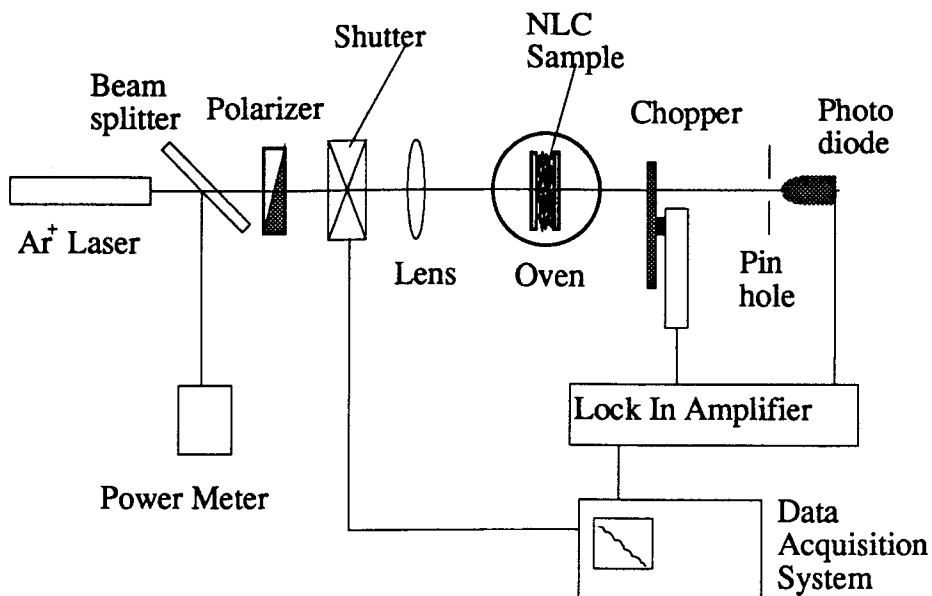 Shutter
NLC
Sample
Beam
splitter
Polarizer
Chopper
Photo
diode
Ar+ Laser
Lens
Oven
Pin
hole
Lock In Amplifier
Power Meter
Data
Acquisition
System